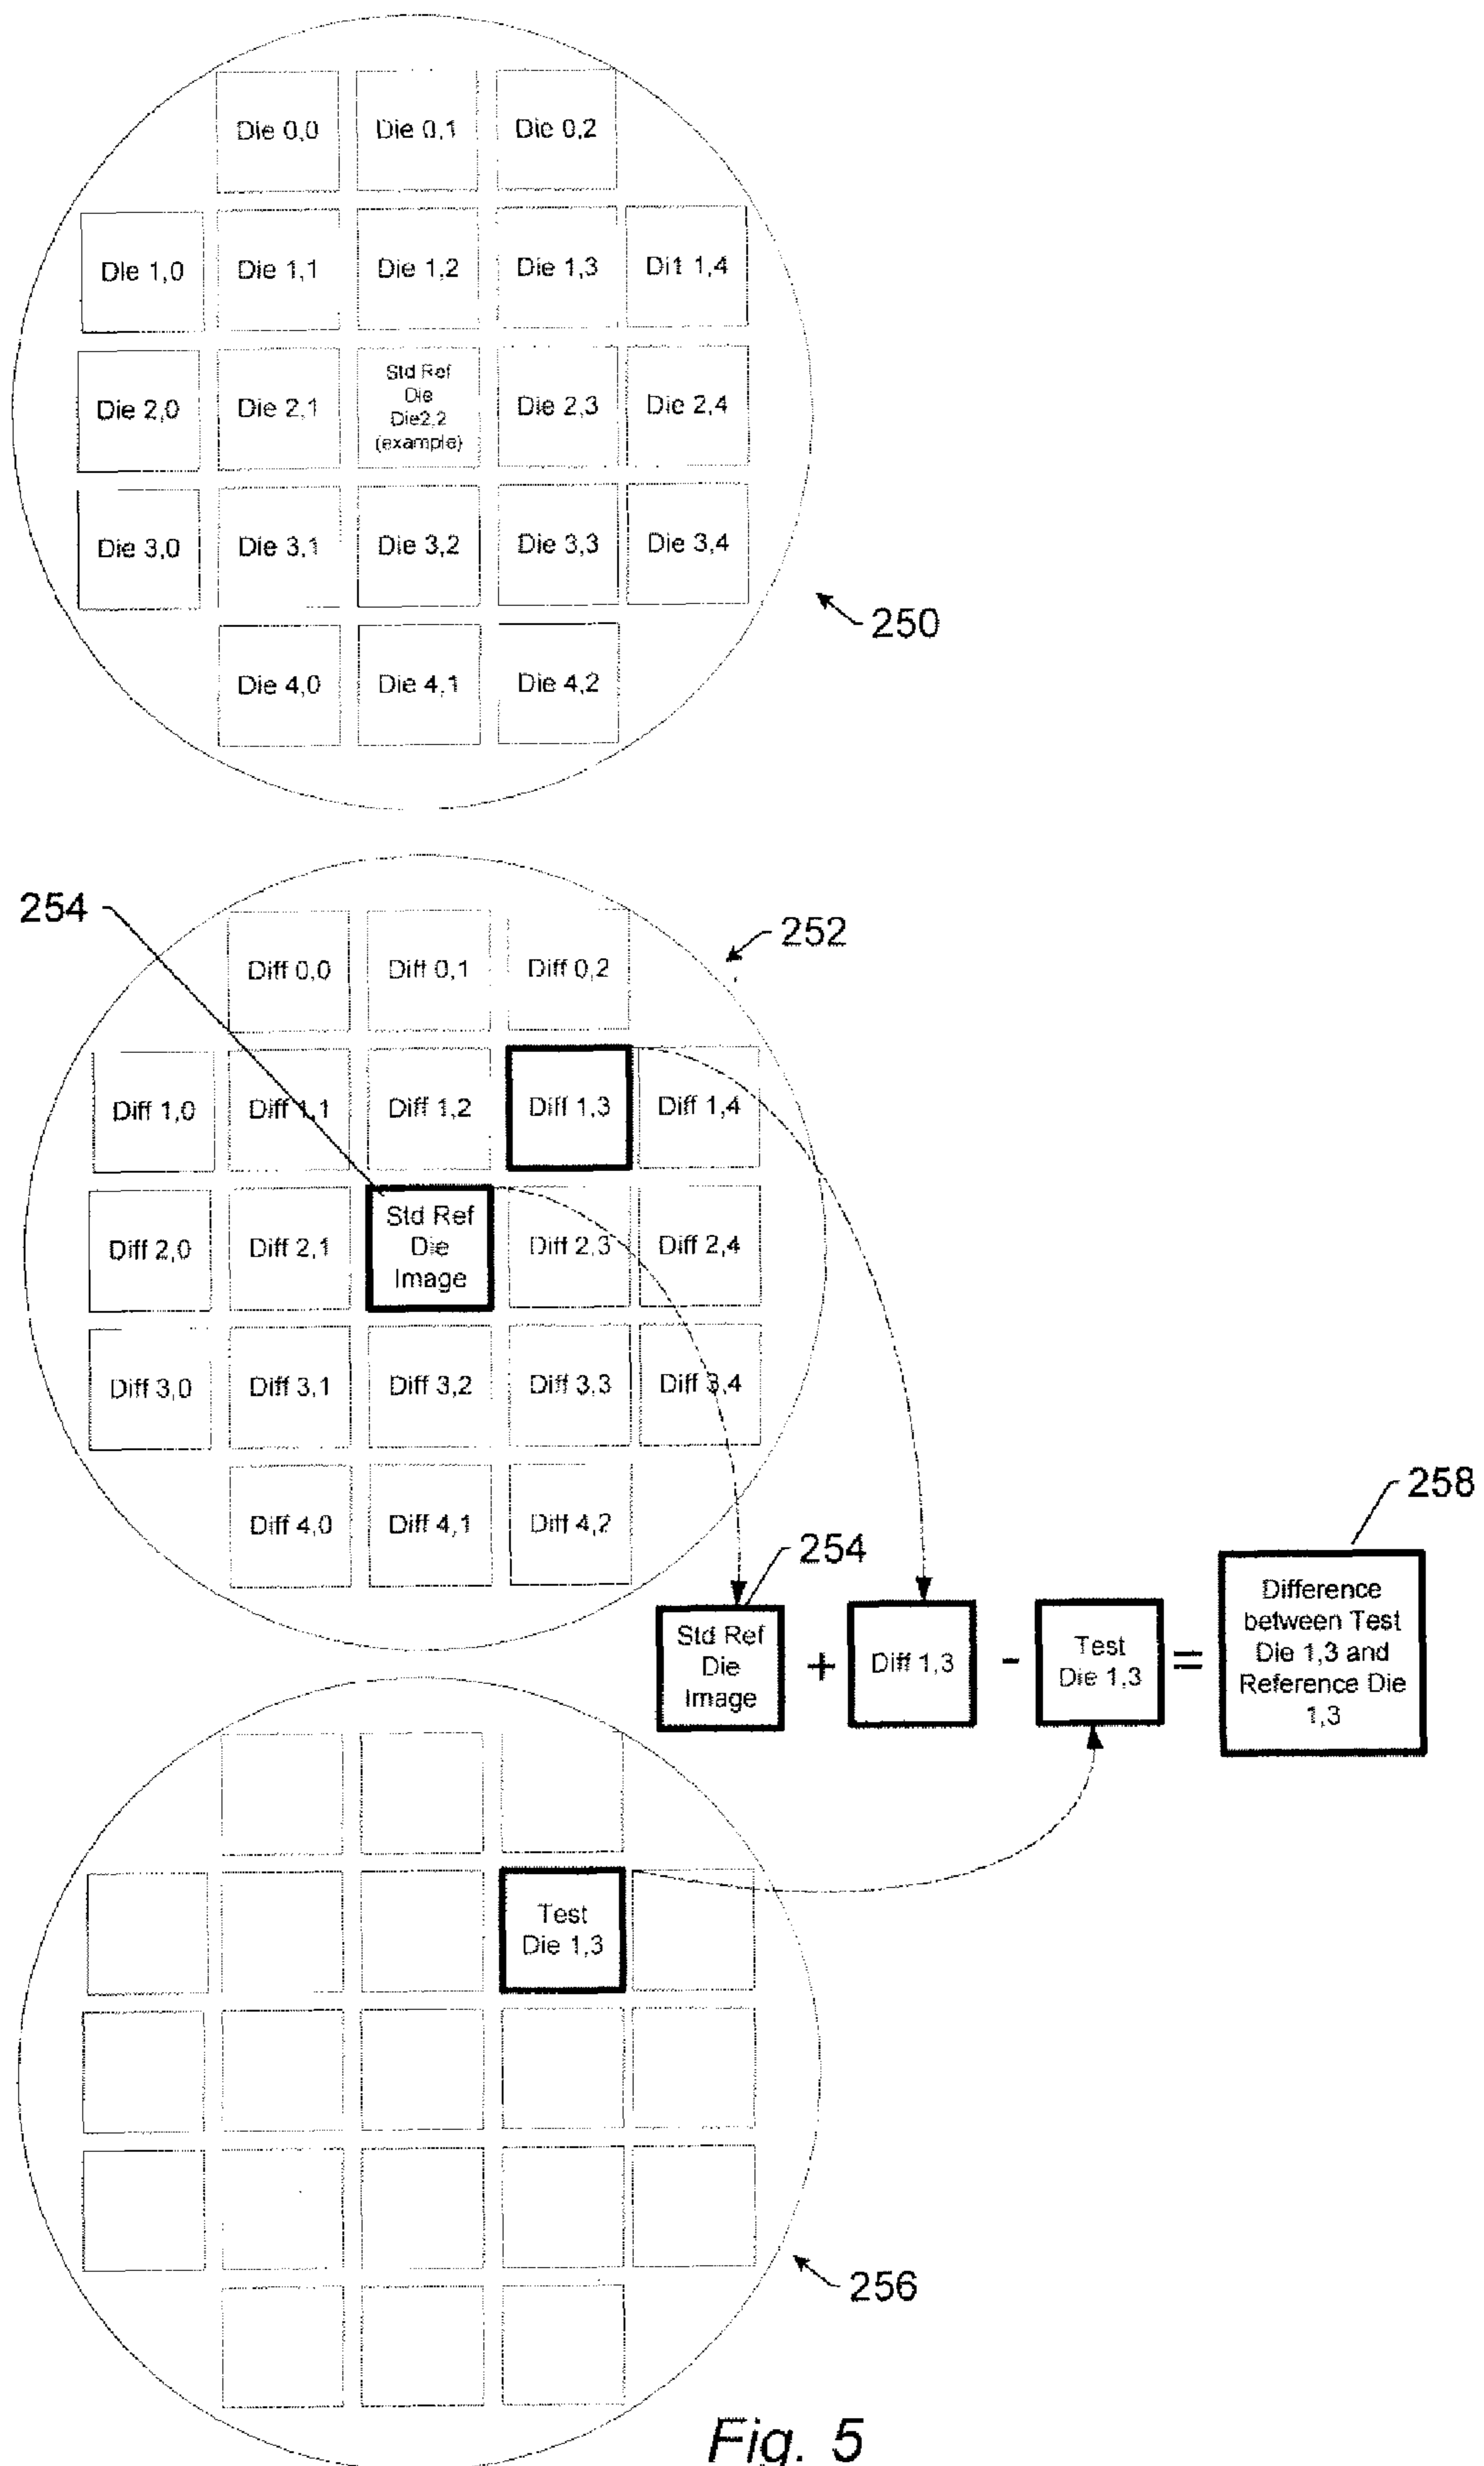 Die 0,0 Die 0,1 Die 0,2
Die 1,0 Die 1,1 Die 1,2 Die 1,3 Dit 1,4
Std Ref
Die
Die2,2
(example)
Die 2,0 Die 2,1 Die 2,3 Die 2,4
Die 3,0 Die 3,1 Die 3,2 Die 3,3 Die 3,4
250
Die 4,0 Die 4,1 Die 4,2
254
252
Diff 0,0 Diff 0,1 Diff 0,2
Diff 1,0 Diff 1,1 Diff 1,2 Diff 1,3 Diff 1,4
Std Ref
Die
Image
Diff 2,0 Diff 2,1 Diff 2,3 Diff 2,4
Diff 3,0 Diff 3,1 Diff 3,2 Diff 3,3 Diff 3,4
Diff 4,0 Diff 4,1 Diff 4,2
254
258
Std Ref
Die
Image
+
Diff 1,3
-
Test
Die 1,3
=
Difference
between Test
Die 1,3 and
Reference Die
1,3
Test
Die 1,3
256
Fig. 5